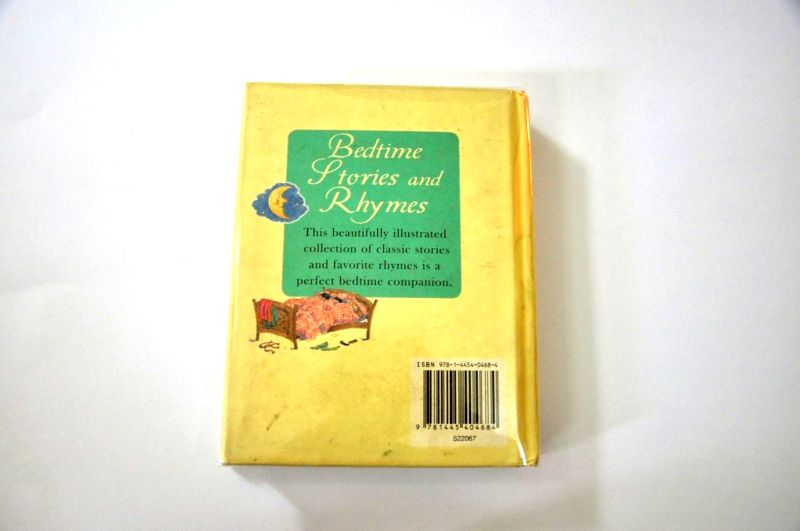 Bedtime
Stories and
Rhymes
This beautifully illustrated
collection of classic stories
and favorite rhymes is a
perfect bedtime companion.
ISBN 978-1-4454-0468-4
9 781445 404684
S22067